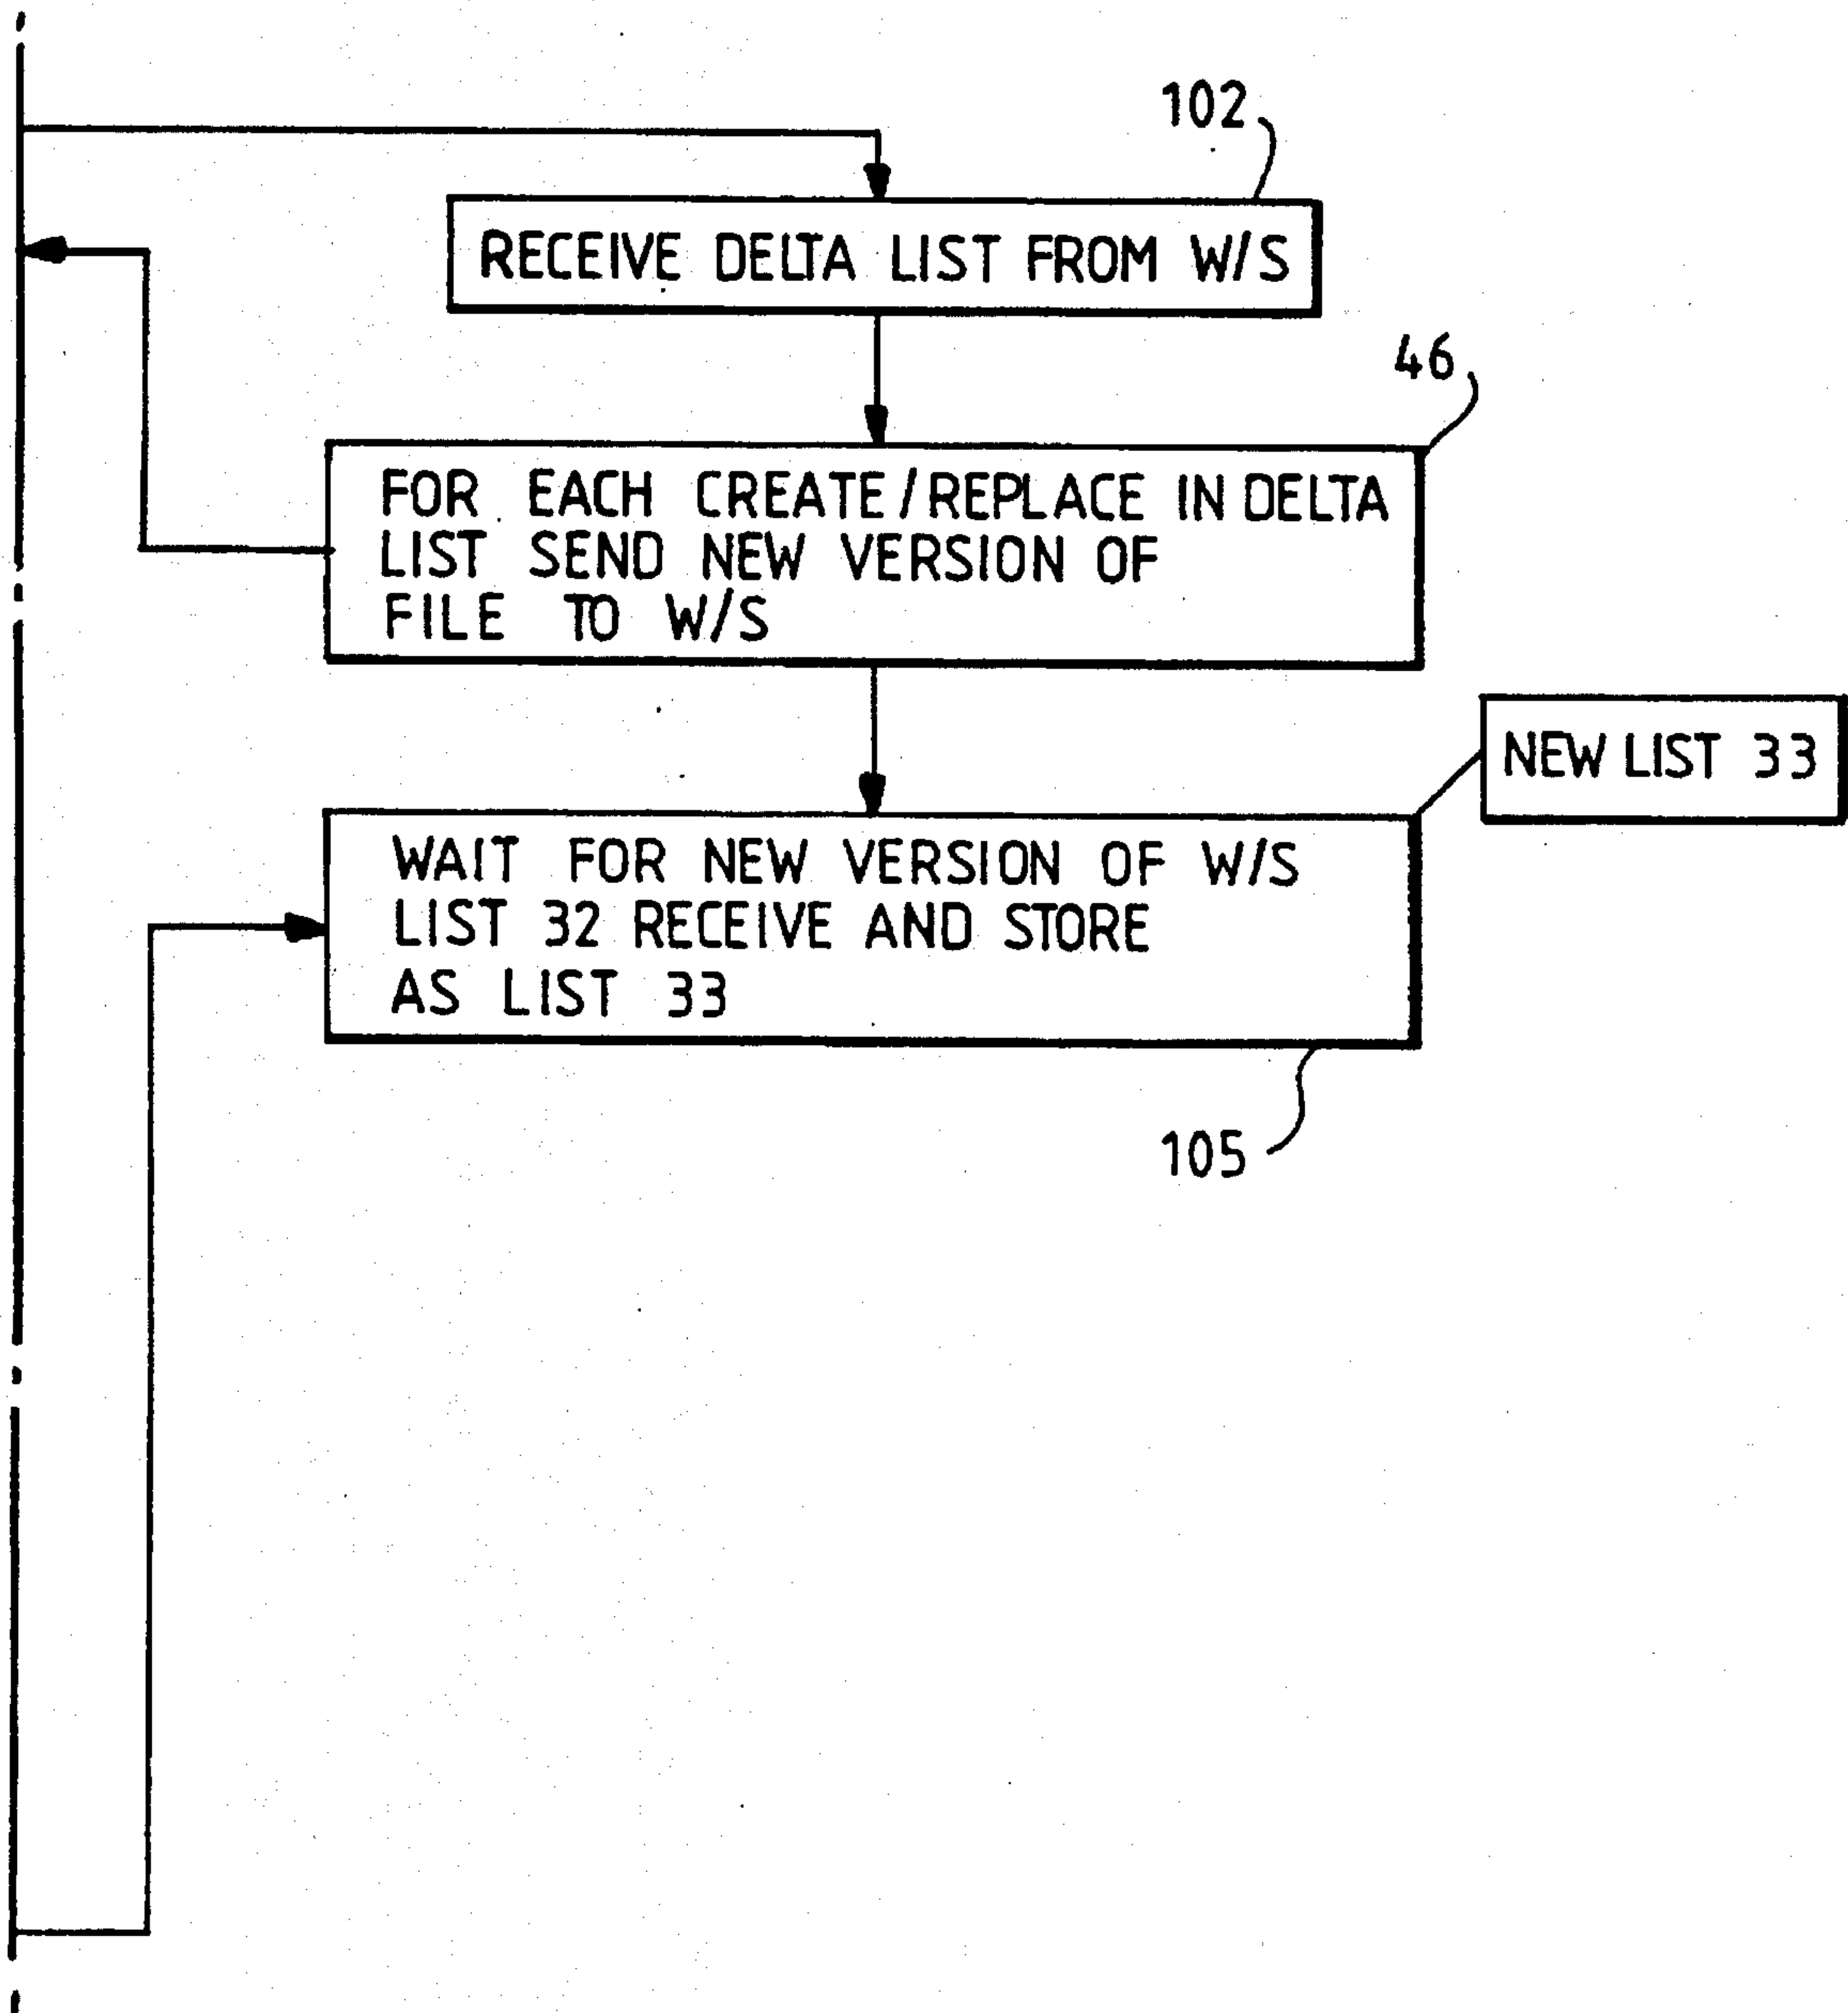 102
RECEIVE DELTA LIST FROM W/S
46
FOR EACH CREATE/REPLACE IN DELTA
LIST SEND NEW VERSION OF
FILE TO W/S
NEW LIST 33
WAIT FOR NEW VERSION OF W/S
LIST 32 RECEIVE AND STORE
AS LIST 33
105